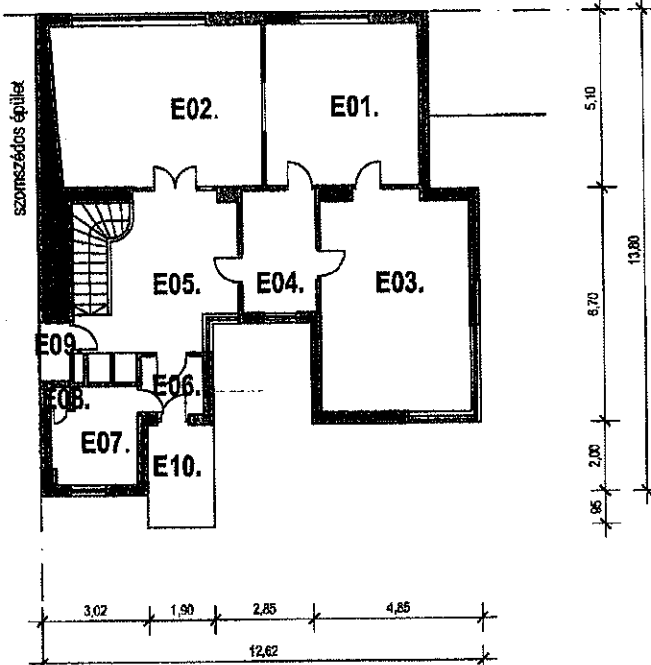 szomszédos épület
E02.
E01.
E05.
E04.
E03.
E09.
E06.
E08.
E07.
E10.
5,10
6,70
2,00
95
13,80
3,02
1,90
2,85
4,85
12,62